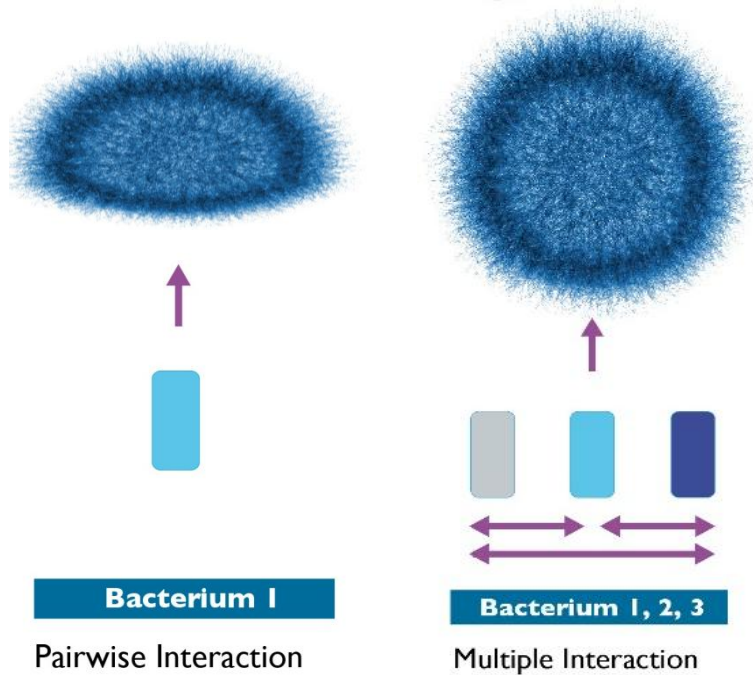 Bacterium 1
Pairwise Interaction
Bacterium 1, 2, 3
Multiple Interaction